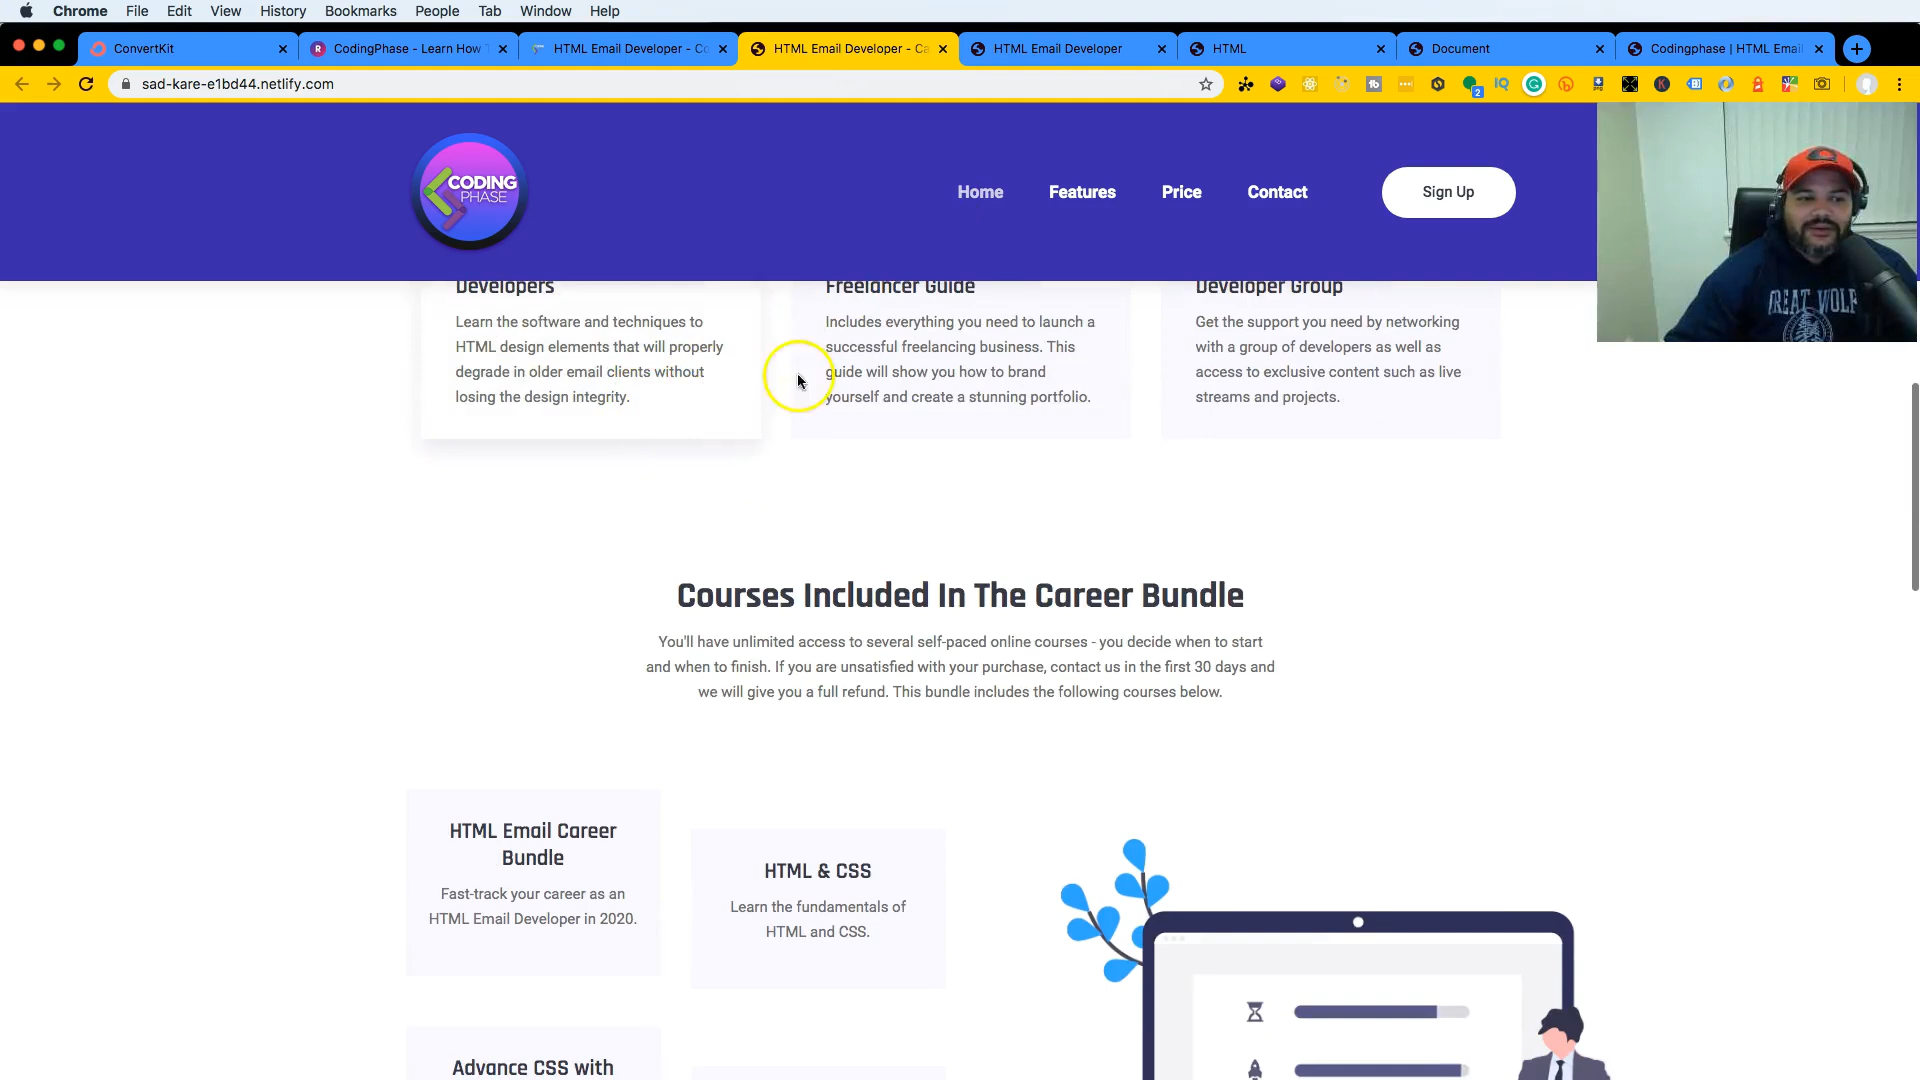 Chrome File Edit View History Bookmarks People Tab Window Help
ConvertKit
CodingPhase - Learn How
HTML Email Developer - Co
HTML Email Developer - Ca
HTML Email Developer
HTML
Document
Codingphase | HTML Email
sad-kare-e1bd44.netlify.com
CODING
PHASE
Home Features Price Contact
Sign Up
Developers
Learn the software and techniques to
HTML design elements that will properly
degrade in older email clients without
losing the design integrity.
Freelancer Guide
Includes everything you need to launch a
successful freelancing business. This
guide will show you how to brand
yourself and create a stunning portfolio.
Developer Group
Get the support you need by networking
with a group of developers as well as
access to exclusive content such as live
streams and projects.
Courses Included In The Career Bundle
You'll have unlimited access to several self-paced online courses - you decide when to start
and when to finish. If you are unsatisfied with your purchase, contact us in the first 30 days and
we will give you a full refund. This bundle includes the following courses below.
HTML Email Career
Bundle
Fast-track your career as an
HTML Email Developer in 2020.
HTML & CSS
Learn the fundamentals of
HTML and CSS.
Advance CSS with